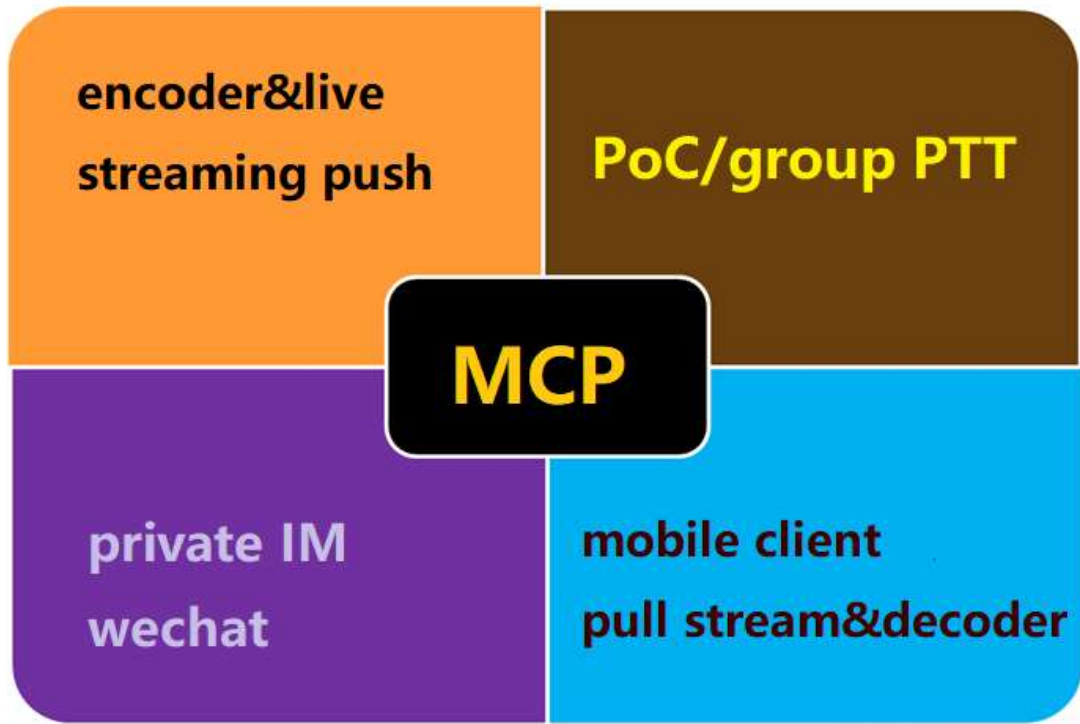 encoder&live
streaming push
PoC/group PTT
MCP
private IM
wechat
mobile client
pull stream&decoder